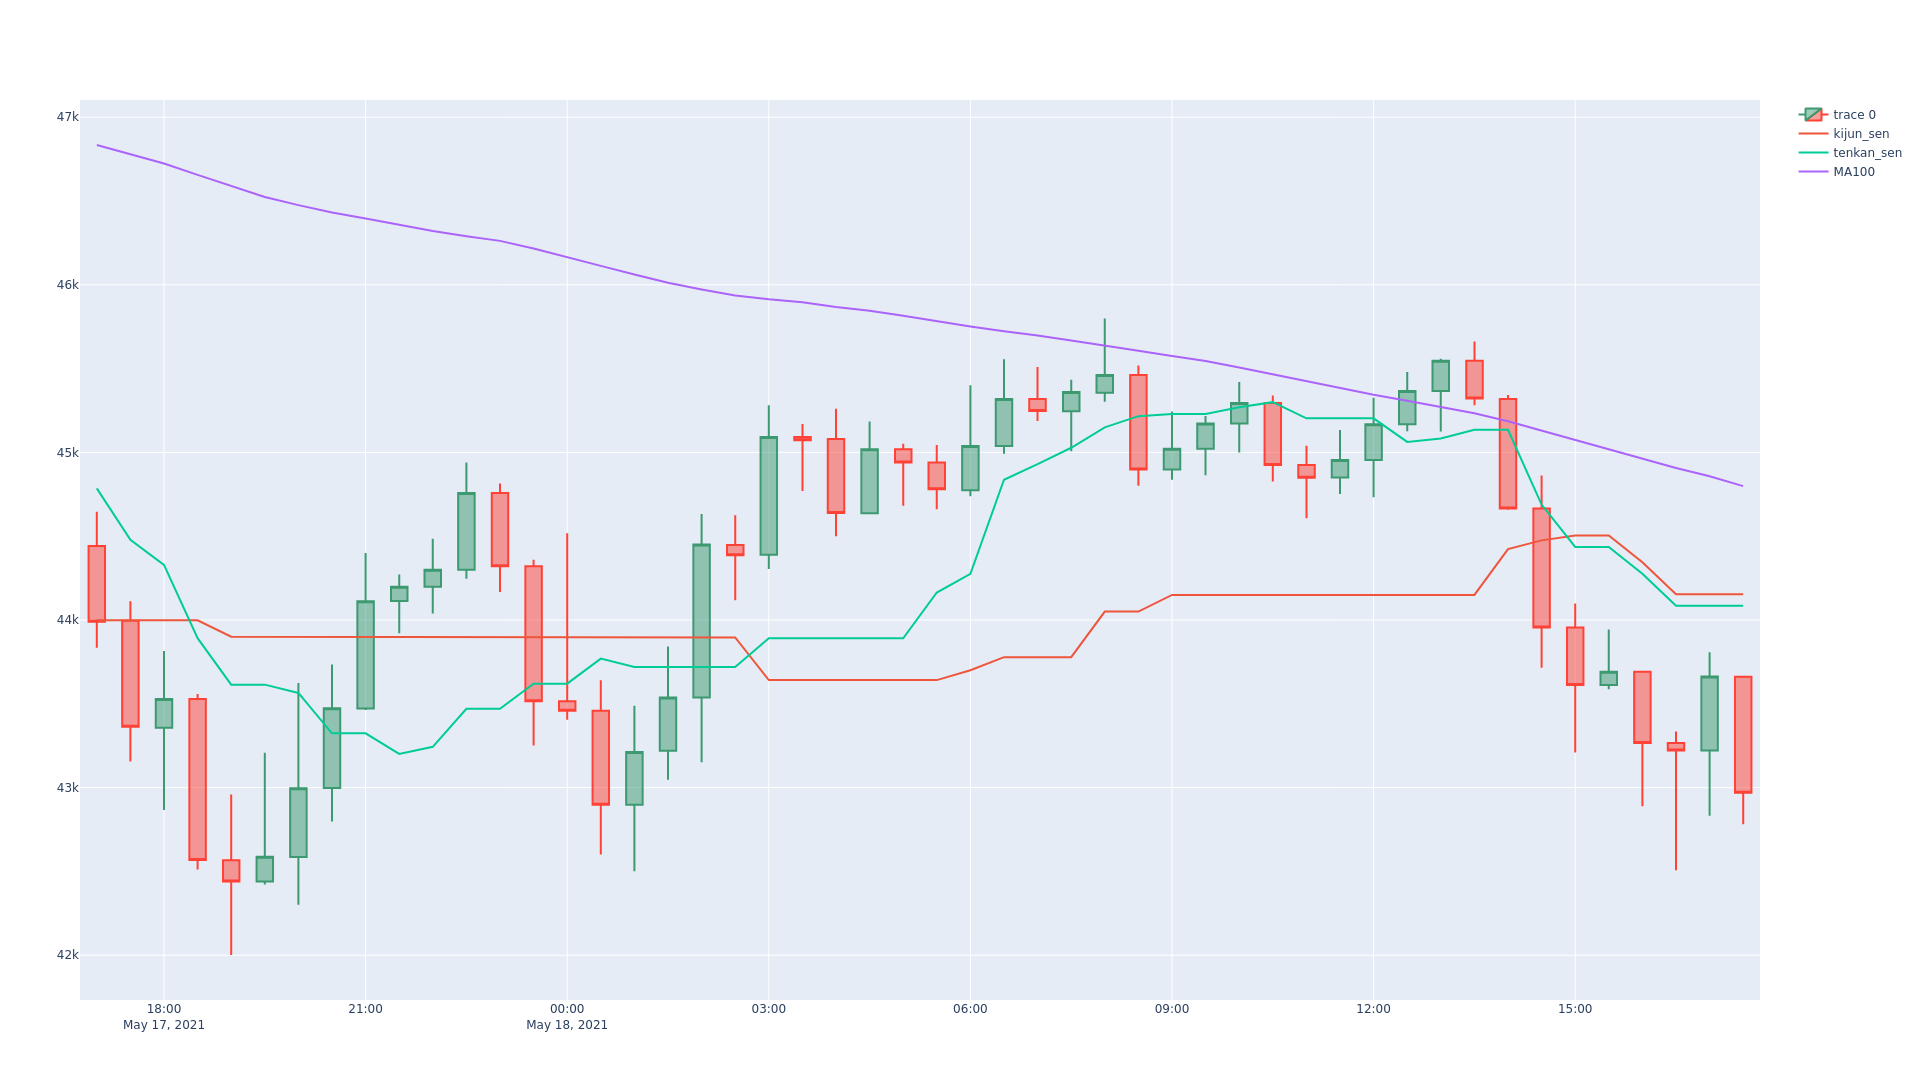 47k
46k
45k
44k
43k
42k
18:00
May 17, 2021
21:00
00:00
May 18, 2021
03:00
06:00
09:00
12:00
15:00
trace 0
kijun_sen
tenkan_sen
MA100